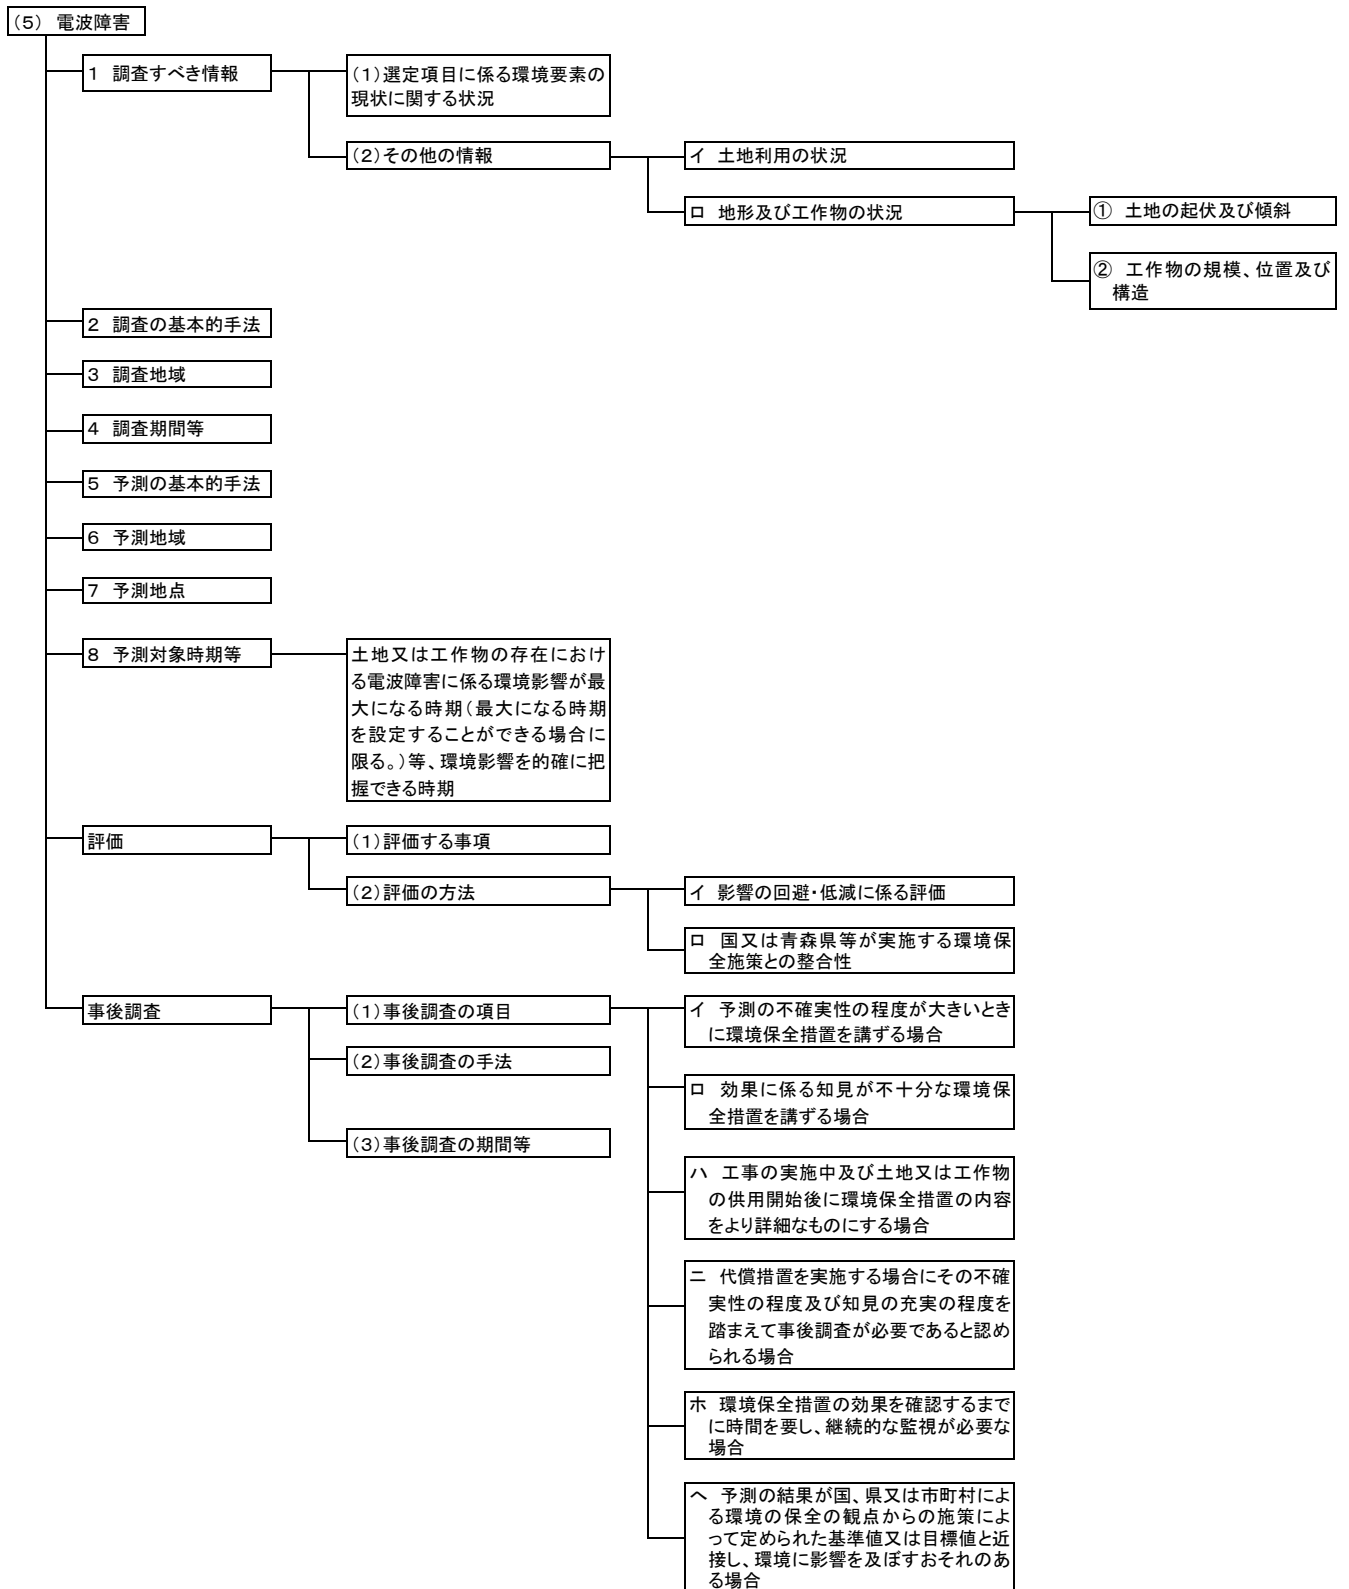 （５） 電波障害
１ 調査すべき情報
（１）選定項目に係る環境要素の
現状に関する状況
（２）その他の情報
イ 土地利用の状況
ロ 地形及び工作物の状況
① 土地の起伏及び傾斜
② 工作物の規模、位置及び
構造
２ 調査の基本的手法
３ 調査地域
４ 調査期間等
５ 予測の基本的手法
６ 予測地域
７ 予測地点
８ 予測対象時期等
土地又は工作物の存在におけ
る電波障害に係る環境影響が最
大になる時期（最大になる時期
を設定することができる場合に
限る。）等、環境影響を的確に把
握できる時期
評価
（１）評価する事項
（２）評価の方法
イ 影響の回避・低減に係る評価
ロ 国又は青森県等が実施する環境保
全施策との整合性
事後調査
（１）事後調査の項目
（２）事後調査の手法
（３）事後調査の期間等
イ 予測の不確実性の程度が大きいとき
に環境保全措置を講ずる場合
ロ 効果に係る知見が不十分な環境保
全措置を講ずる場合
ハ 工事の実施中及び土地又は工作物
の供用開始後に環境保全措置の内容
をより詳細なものにする場合
ニ 代償措置を実施する場合にその不確
実性の程度及び知見の充実の程度を
踏まえて事後調査が必要であると認め
られる場合
ホ 環境保全措置の効果を確認するまで
に時間を要し、継続的な監視が必要な
場合
ヘ 予測の結果が国、県又は市町村によ
る環境の保全の観点からの施策によ
って定められた基準値又は目標値と近
接し、環境に影響を及ぼすおそれのあ
る場合